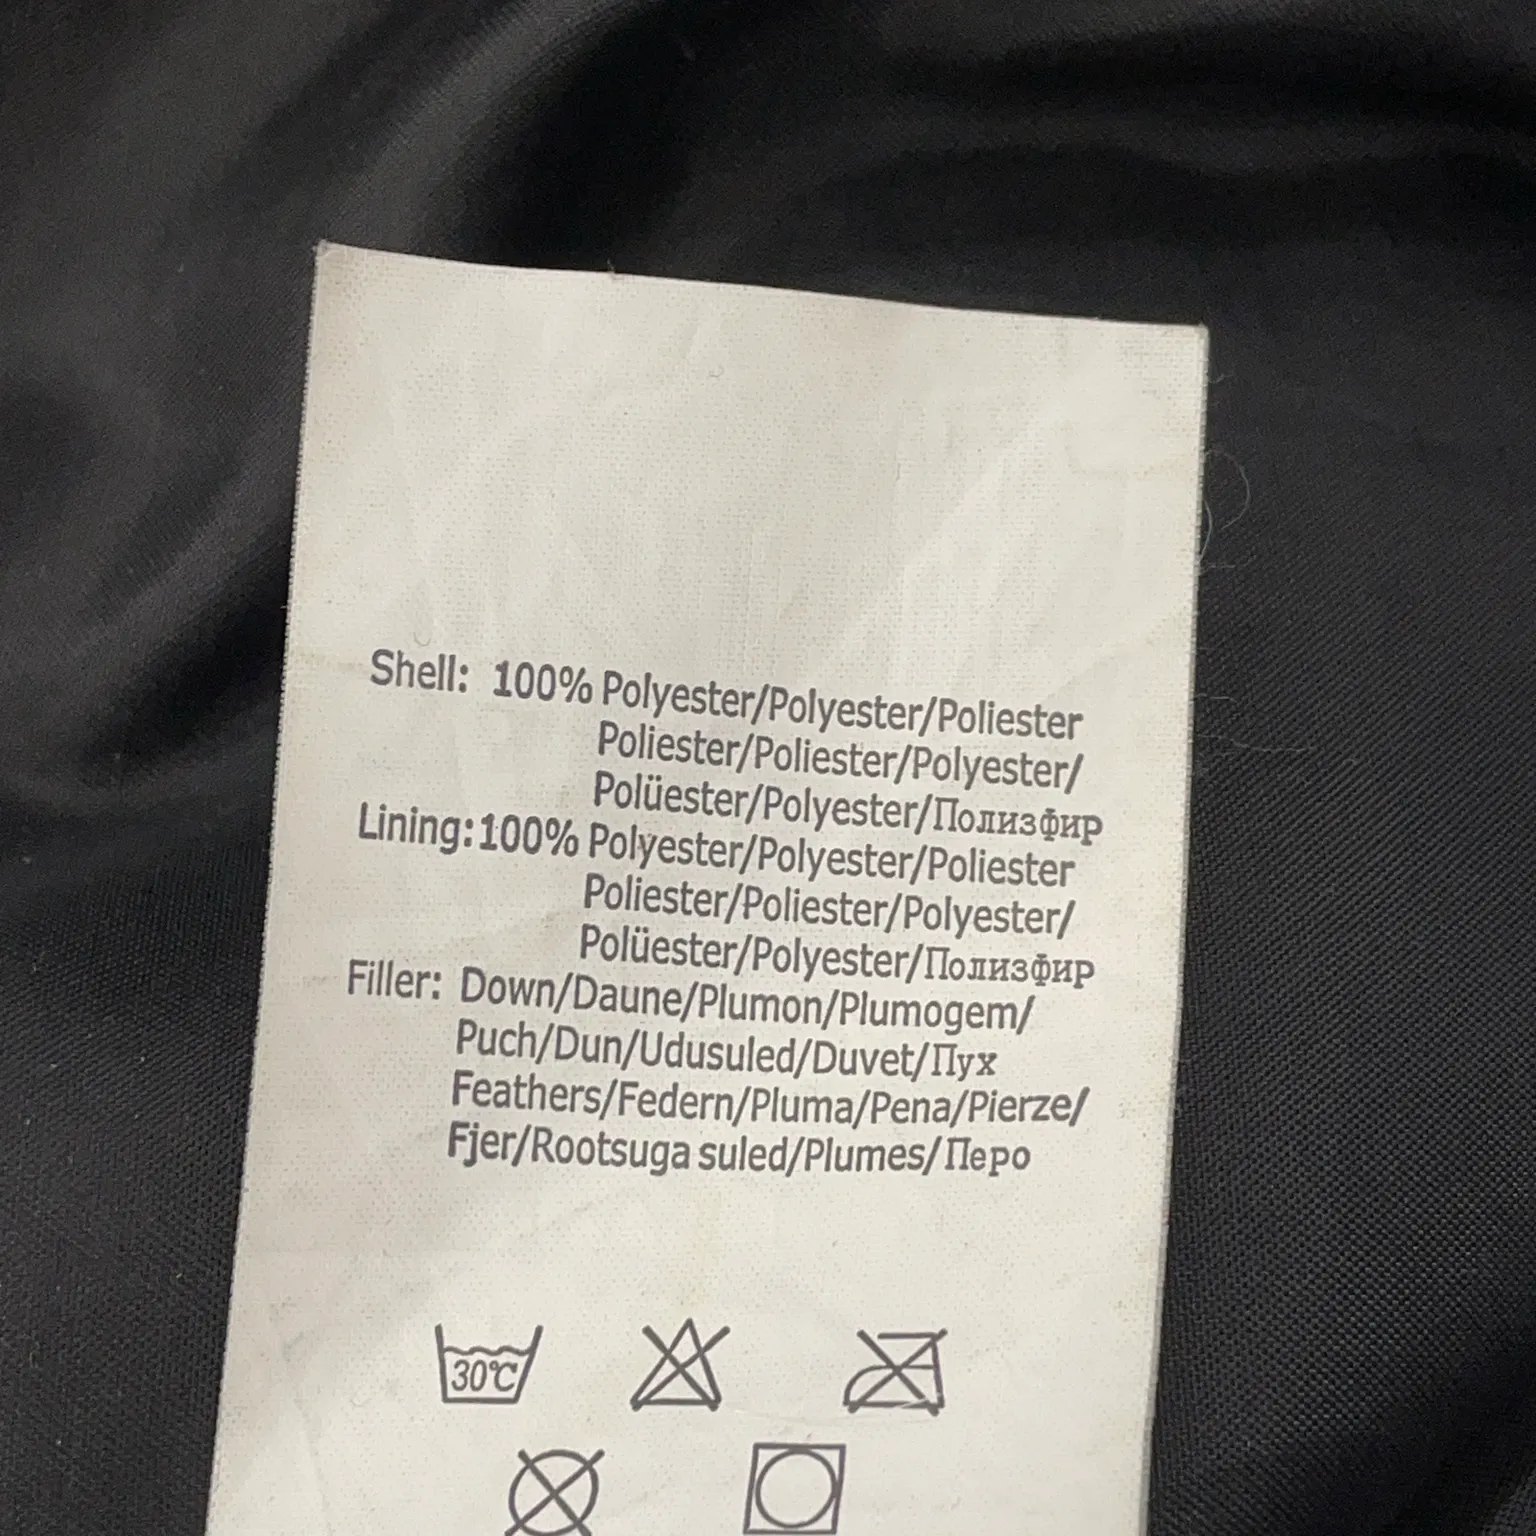 Shell: 100% Polyester/Polyester/Poliester
Poliester/Poliester/Polyester/
Polüester/Polyester/Полизфир
Lining:100% Polyester/Polyester/Poliester
Poliester/Poliester/Polyester/
Polüester/Polyester/Полизфир
Filler: Down/Daune/Plumon/Plumogem/
Puch/Dun/Udusuled/Duvet/Пух
Feathers/Federn/Pluma/Pena/Pierze/
Fjer/Rootsuga suled/Plumes/Перо
30°C